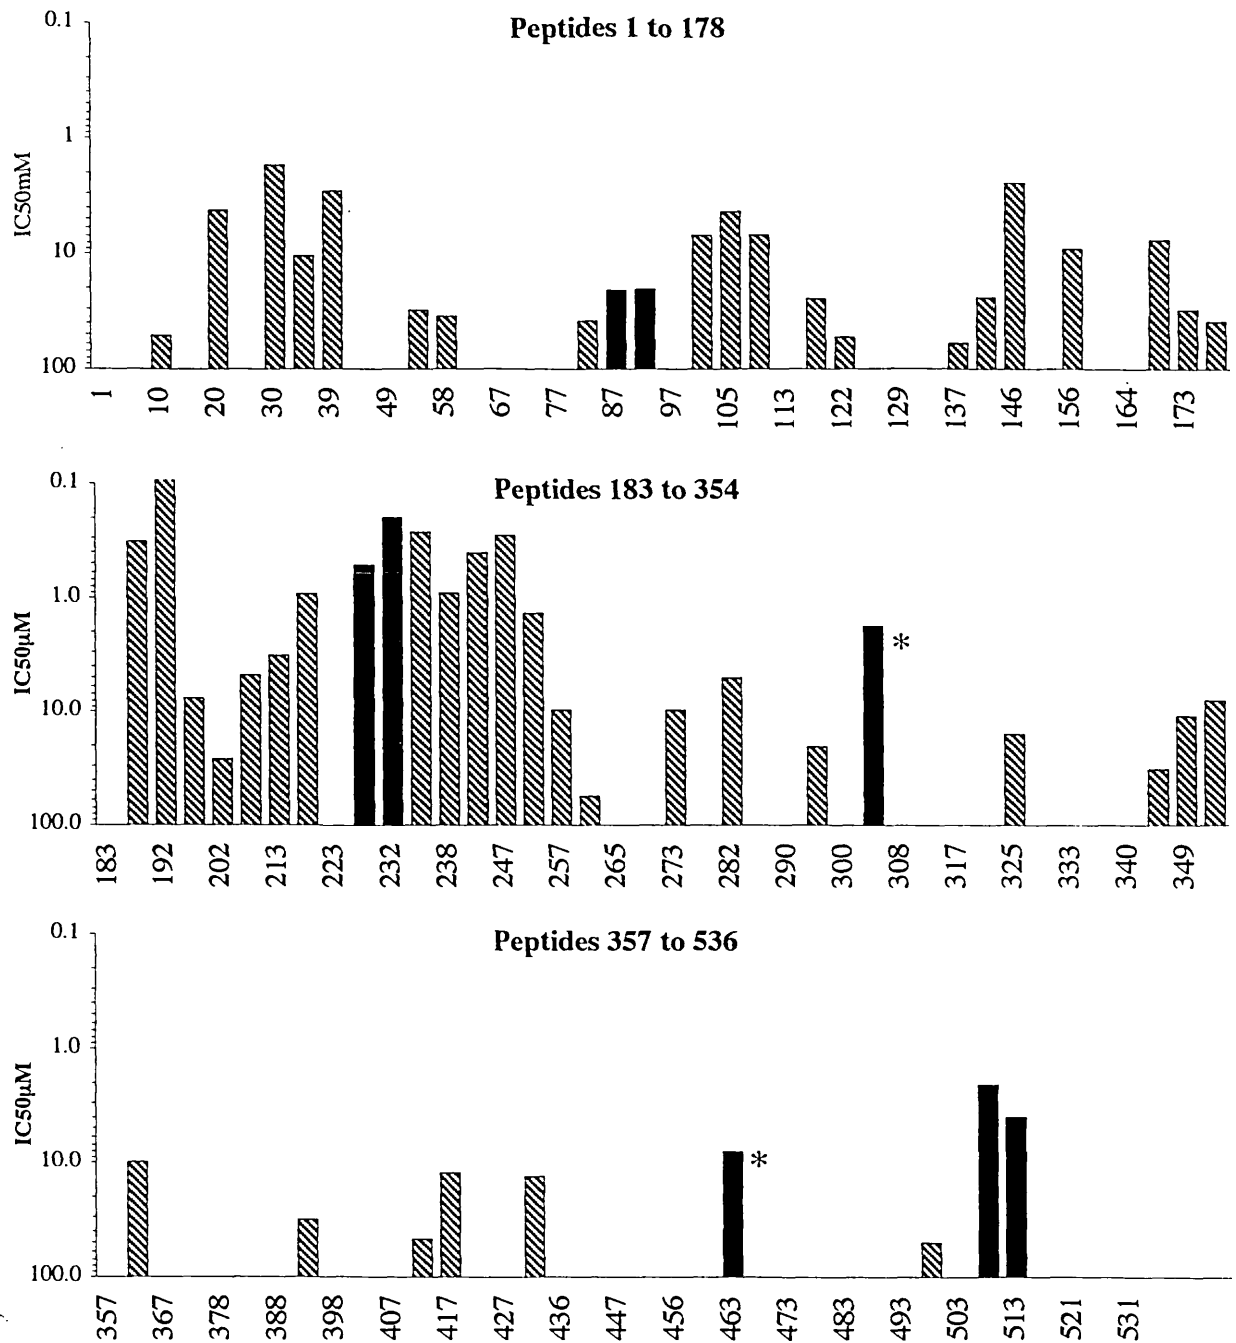 Peptides 1 to 178
IC50mM
0.1
1
10
100
1 10 20 30 39 49 58 67 77 87 97 105 113 122 129 137 146 156 164 173
Peptides 183 to 354
IC50µM
0.1
1.0
10.0
100.0
*
183 192 202 213 223 232 238 247 257 265 273 282 290 300 308 317 325 333 340 349
Peptides 357 to 536
IC50µM
0.1
1.0
10.0
100.0
*
357 367 378 388 398 407 417 427 436 447 456 463 473 483 493 503 513 521 531